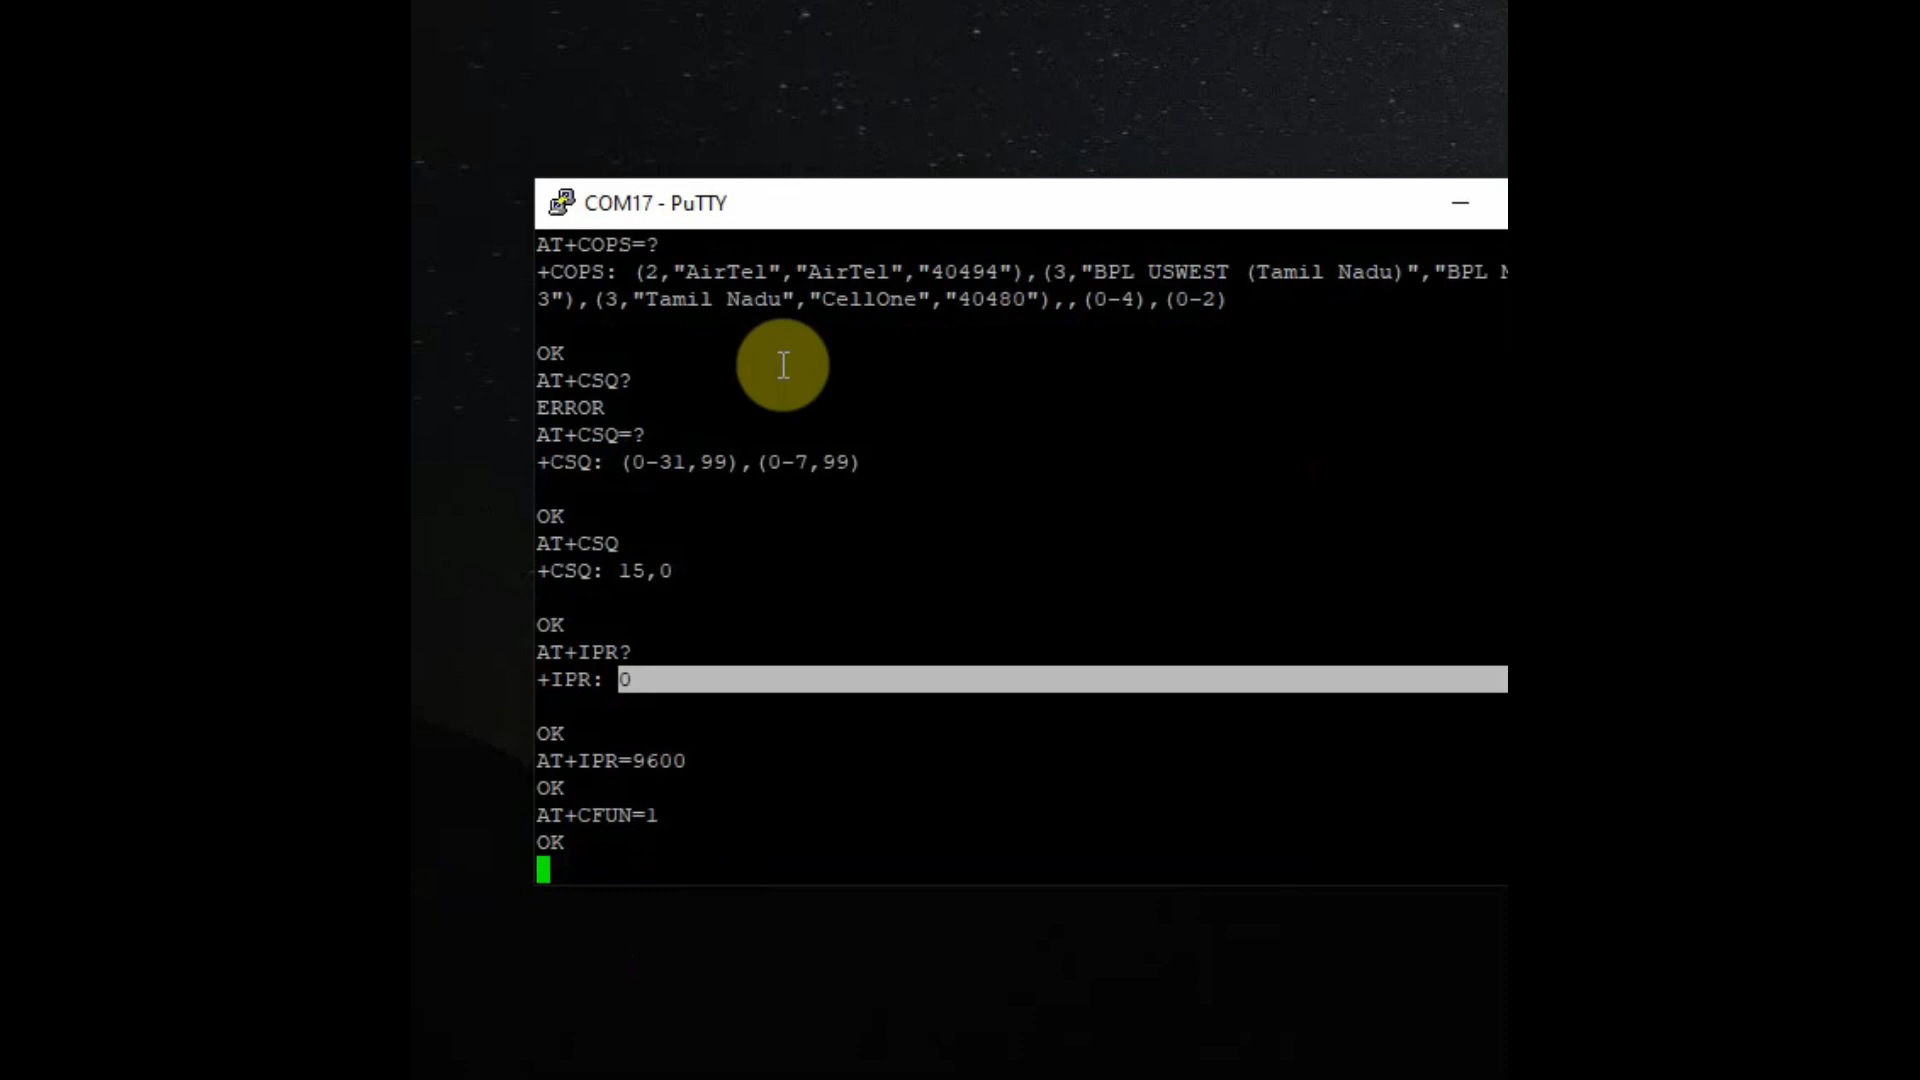 COM17 - PuTTY
AT+COPS=?
+COPS: (2,"AirTel","AirTel","40494"),(3,"BPL USWEST (Tamil Nadu)","BPL
3"),(3,"Tamil Nadu","CellOne","40480"),,(0-4),(0-2)
OK
AT+CSQ?
ERROR
AT+CSQ=?
+CSQ: (0-31,99),(0-7,99)
OK
AT+CSQ
+CSQ: 15,0
OK
AT+IPR?
+IPR: 0
OK
AT+IPR=9600
OK
AT+CFUN=1
OK